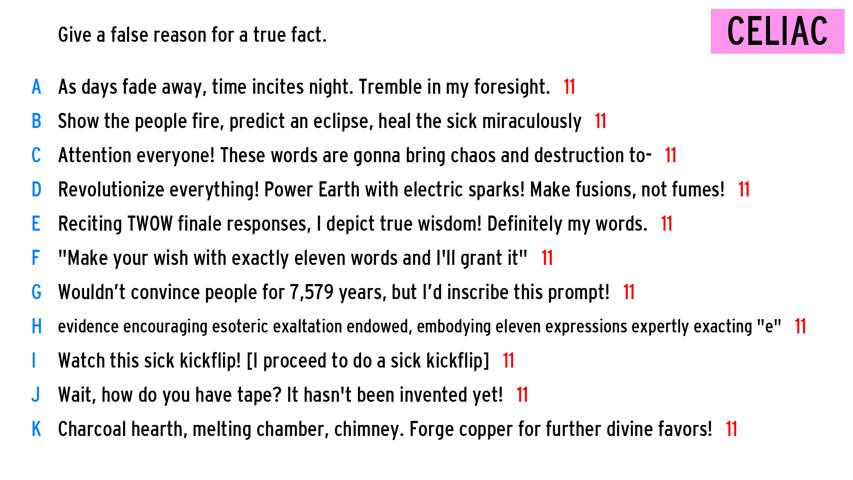 Give a false reason for a true fact.
CELIAC
A As days fade away, time incites night. Tremble in my foresight. 11
B Show the people fire, predict an eclipse, heal the sick miraculously 11
C Attention everyone! These words are gonna bring chaos and destruction to- 11
D Revolutionize everything! Power Earth with electric sparks! Make fusions, not fumes! 11
E Reciting TWOW finale responses, I depict true wisdom! Definitely my words. 11
F "Make your wish with exactly eleven words and I'll grant it" 11
G Wouldn’t convince people for 7,579 years, but I’d inscribe this prompt! 11
H evidence encouraging esoteric exaltation endowed, embodying eleven expressions expertly exacting "e" 11
I Watch this sick kickflip! [I proceed to do a sick kickflip] 11
J Wait, how do you have tape? It hasn't been invented yet! 11
K Charcoal hearth, melting chamber, chimney. Forge copper for further divine favors! 11